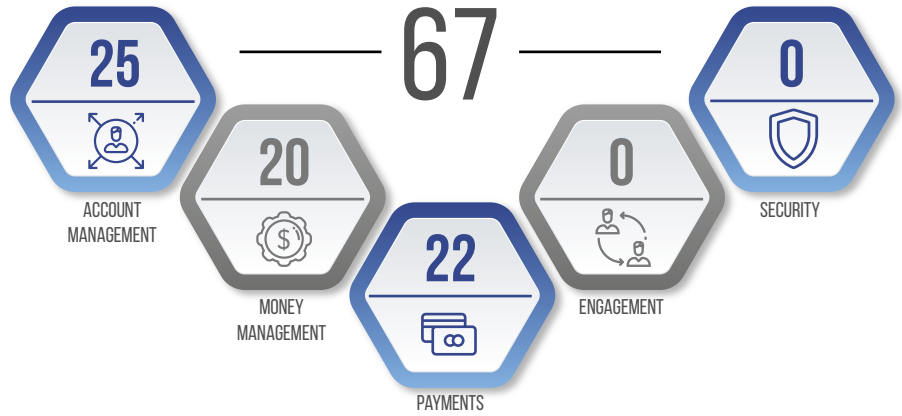 67
25
ACCOUNT
MANAGEMENT
20
$
MONEY
MANAGEMENT
22
PAYMENTS
0
ENGAGEMENT
0
SECURITY